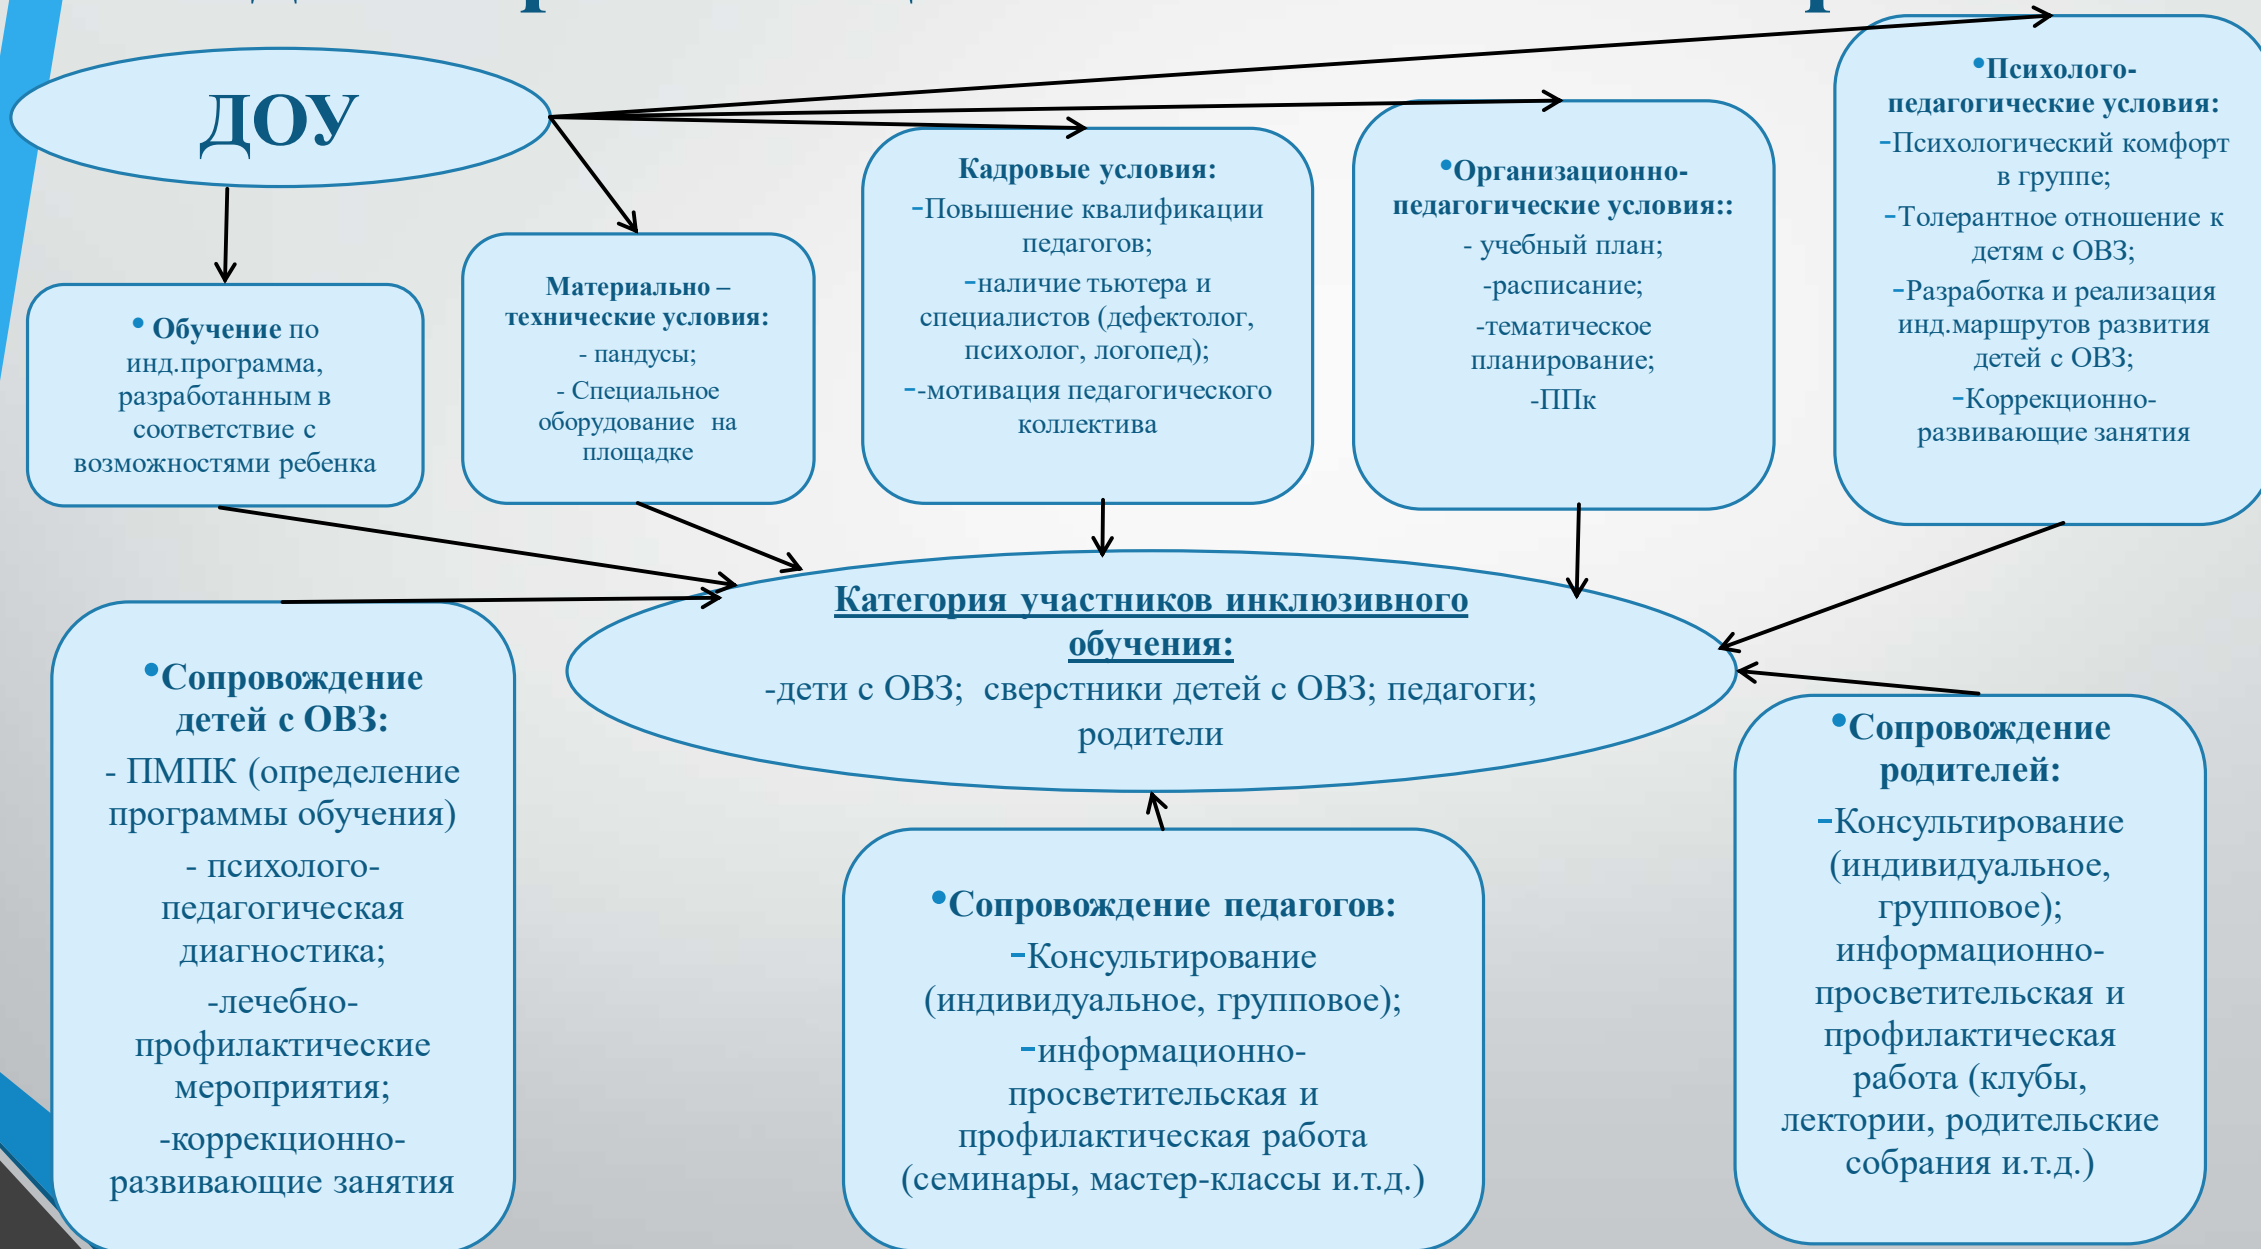 ДОУ
•Психолого-
педагогические условия:
-Психологический комфорт
в группе;
-Толерантное отношение к
детям с ОВЗ;
-Разработка и реализация
инд.маршрутов развития
детей с ОВЗ;
-Коррекционно-
развивающие занятия
Кадровые условия:
-Повышение квалификации
педагогов;
-наличие тьютера и
специалистов (дефектолог,
психолог, логопед);
--мотивация педагогического
коллектива
•Организационно-
педагогические условия::
- учебный план;
-расписание;
-тематическое
планирование;
-ППк
Материально –
технические условия:
- пандусы;
- Специальное
оборудование на
площадке
• Обучение по
инд.программа,
разработанным в
соответствие с
возможностями ребенка
Категория участников инклюзивного
обучения:
-дети с ОВЗ; сверстники детей с ОВЗ; педагоги;
родители
•Сопровождение
детей с ОВЗ:
- ПМПК (определение
программы обучения)
- психолого-
педагогическая
диагностика;
-лечебно-
профилактические
мероприятия;
-коррекционно-
развивающие занятия
•Сопровождение педагогов:
-Консультирование
(индивидуальное, групповое);
-информационно-
просветительская и
профилактическая работа
(семинары, мастер-классы и.т.д.)
•Сопровождение
родителей:
-Консультирование
(индивидуальное,
групповое);
информационно-
просветительская и
профилактическая
работа (клубы,
лектории, родительские
собрания и.т.д.)